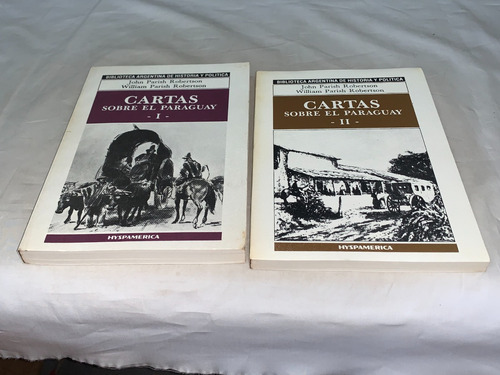 BIBLIOTECA ARGENTINA DE HISTORIA Y POLITICA
John Parish Robertson
William Parish Robertson
CARTAS
SOBRE EL PARAGUAY
- I -
HYSPAMERICA
BIBLIOTECA ARGENTINA DE HISTORIA Y POLITICA
John Parish Robertson
William Parish Robertson
CARTAS
SOBRE EL PARAGUAY
- II -
HYSPAMERICA